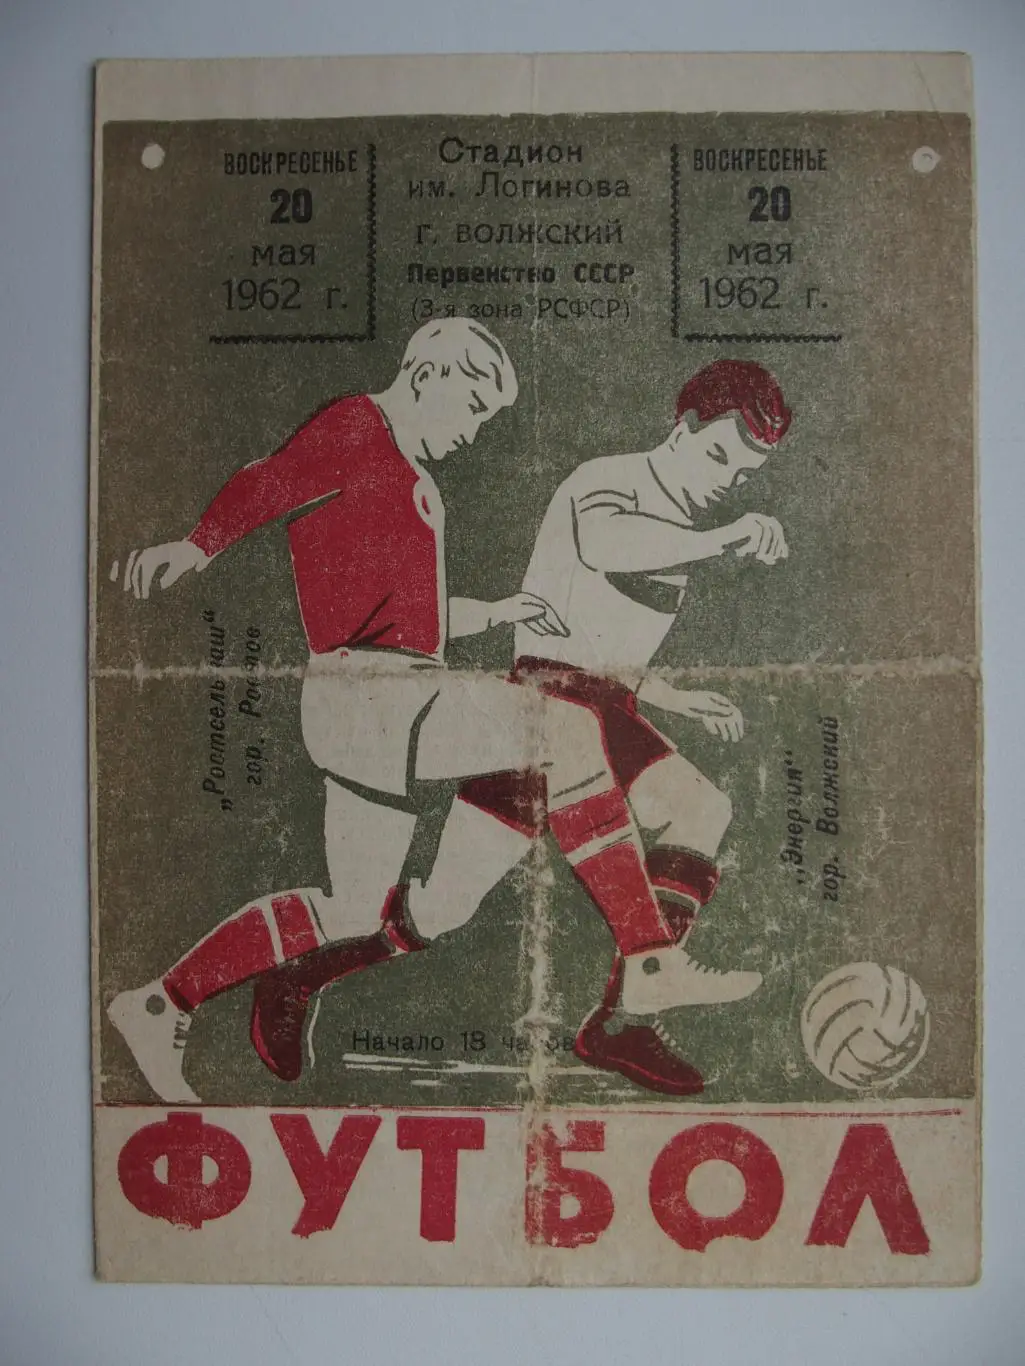 ВОСКРЕСЕНЬЕ
20
мая
1962 г.
Стадион
им. Логинова
г. ВОЛЖСКИЙ
Первенство СССР
(3-я зона РСФСР)
ВОСКРЕСЕНЬЕ
20
мая
1962 г.
„Ростсельмаш"
гор. Ростов
„Энергия"
гор. Волжский
Начало 18 часов
ФУТБОЛ